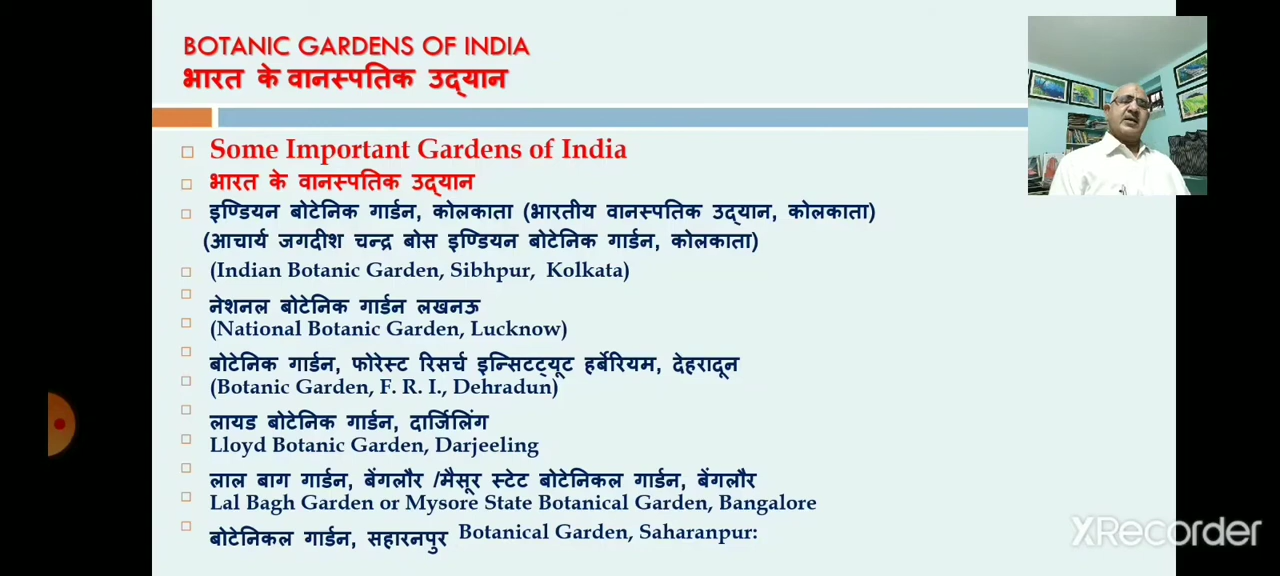 BOTANIC GARDENS OF INDIA
भारत के वानस्पतिक उद्यान
Some Important Gardens of India
भारत के वानस्पतिक उद्यान
इण्डियन बोटेनिक गार्डन, कोलकाता (भारतीय वानस्पतिक उद्यान, कोलकाता)
(आचार्य जगदीश चन्द्र बोस इण्डियन बोटेनिक गार्डन, कोलकाता)
(Indian Botanic Garden, Sibhpur, Kolkata)
नेशनल बोटेनिक गार्डन लखनऊ
(National Botanic Garden, Lucknow)
बोटेनिक गार्डन, फोरेस्ट रिसर्च इन्सिटट्यूट हर्बेरियम, देहरादून
(Botanic Garden, F. R. I., Dehradun)
लायड बोटेनिक गार्डन, दार्जिलिंग
Lloyd Botanic Garden, Darjeeling
लाल बाग गार्डन, बेंगलौर /मैसूर स्टेट बोटेनिकल गार्डन, बेंगलौर
Lal Bagh Garden or Mysore State Botanical Garden, Bangalore
बोटेनिकल गार्डन, सहारनपुर Botanical Garden, Saharanpur:
XRecorder